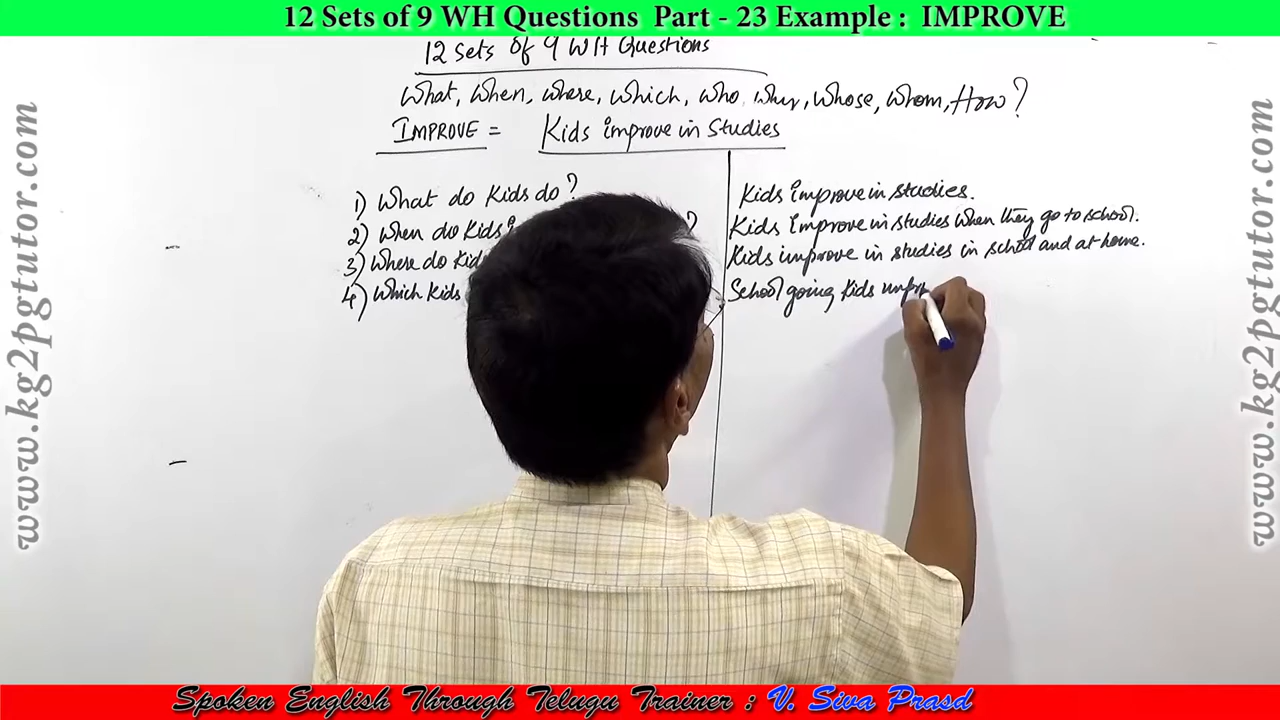 12 Sets of 9 WH Questions Part - 23 Example : IMPROVE
12 Sets of 9 WH Questions
What, When, Where, Which, Who, Why, Whose, Whom, How?
IMPROVE = Kids improve in Studies
1) What do Kids do? Kids improve in studies.
2) When do Kids ? Kids Improve in studies when they go to school.
3) Where do Kids Kids improve in studies in school and at home.
4) Which Kids School going Kids impr
www.kg2pgtutor.com
www.kg2pgtutor.com
Spoken English Through Telugu Trainer : V. Siva Prasd